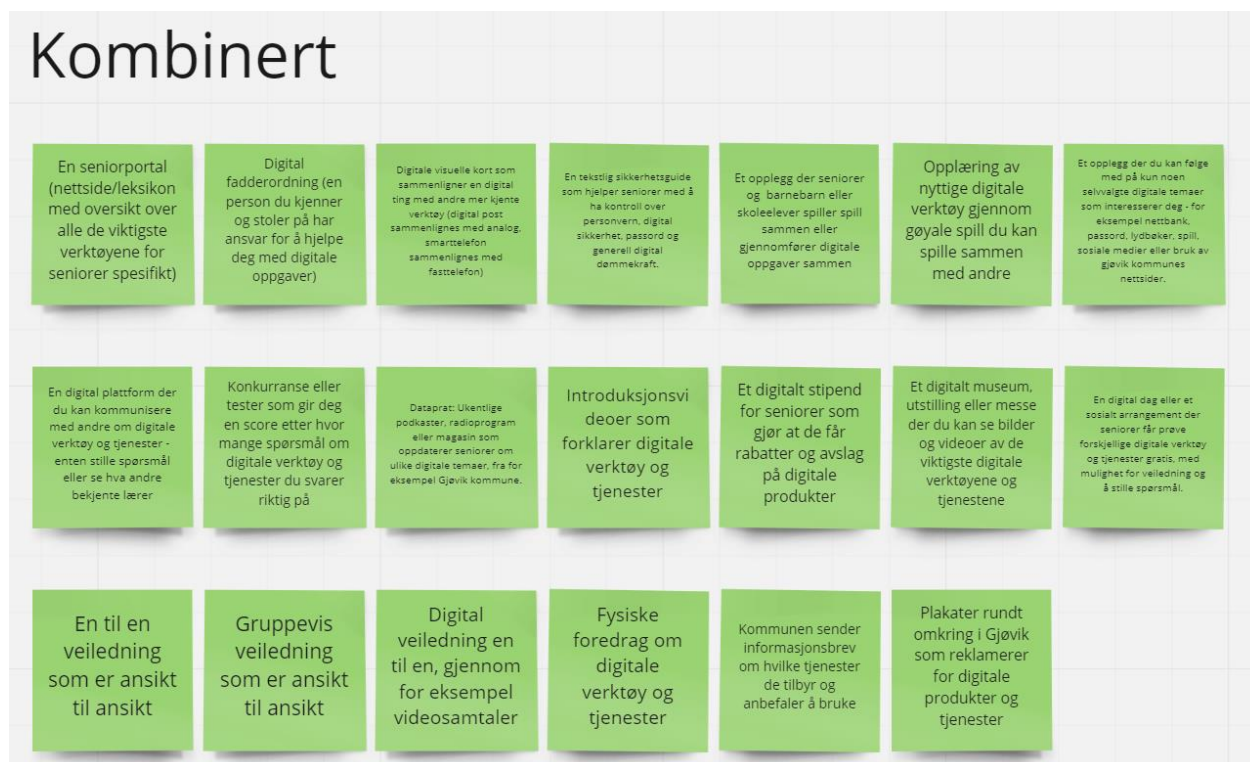 Kombinert
En seniorportal
(nettside/leksikon
med oversikt over
alle de viktigste
verktøyene for
seniorer spesifikt)
Digital
fadderordning (en
person du kjenner
og stoler på har
ansvar for å hjelpe
deg med digitale
oppgaver)
Digitale visuelle kort som
sammenligner en digital
ting med andre mer kjente
verktøy (digital post
sammenlignes med analog,
smarttelefon
sammenlignes med
fasttelefon)
En tekstlig sikkerhetsguide
som hjelper seniorer med å
ha kontroll over
personvern, digital
sikkerhet, passord og
generell digital
dømmekraft.
Et opplegg der seniorer
og barnebarn eller
skoleelever spiller spill
sammen eller
gjennomfører digitale
oppgaver sammen
Opplæring av
nyttige digitale
verktøy gjennom
gøyale spill du kan
spille sammen
med andre
Et opplegg der du kan følge
med på kun noen
selvvalgte digitale temaer
som interesserer deg - for
eksempel nettbank,
passord, lydbøker, spill,
sosiale medier eller bruk av
gjøvik kommunes
nettsider.
En digital plattform der
du kan kommunisere
med andre om digitale
verktøy og tjenester -
enten stille spørsmål
eller se hva andre
bekjente lærer
Konkurranse eller
tester som gir deg
en score etter hvor
mange spørsmål om
digitale verktøy og
tjenester du svarer
riktig på
Dataprat: Ukentlige
podkaster, radioprogram
eller magasin som
oppdaterer seniorer om
ulike digitale temaer, fra for
eksempel Gjøvik kommune.
Introduksjonsvi
deoer som
forklarer digitale
verktøy og
tjenester
Et digitalt stipend
for seniorer som
gjør at de får
rabatter og avslag
på digitale
produkter
Et digitalt museum,
utstilling eller messe
der du kan se bilder
og videoer av de
viktigste digitale
verktøyene og
tjenestene
En digital dag eller et
sosialt arrangement der
seniorer får prøve
forskjellige digitale verktøy
og tjenester gratis, med
mulighet for veiledning og
å stille spørsmål.
En til en
veiledning
som er ansikt
til ansikt
Gruppevis
veiledning
som er ansikt
til ansikt
Digital
veiledning en
til en, gjennom
for eksempel
videosamtaler
Fysiske
foredrag om
digitale
verktøy og
tjenester
Kommunen sender
informasjonsbrev
om hvilke tjenester
de tilbyr og
anbefaler å bruke
Plakater rundt
omkring i Gjøvik
som reklamerer
for digitale
produkter og
tjenester